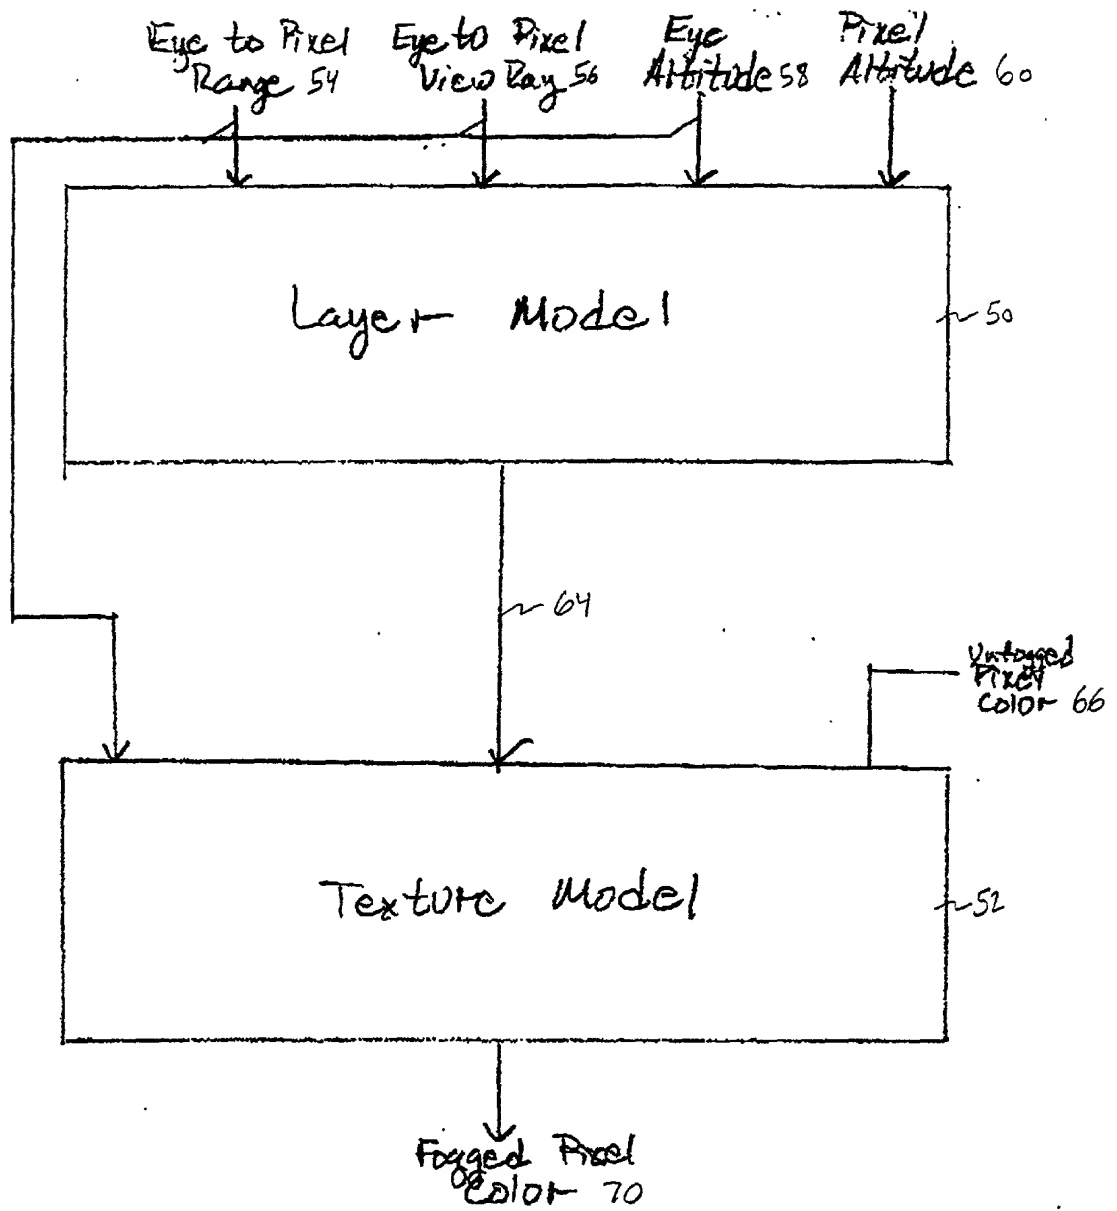 Eye to Pixel
Range 54
Eye to Pixel
View Ray 56
Eye
Altitude 58
Pixel
Altitude 60
Layer Model
50
64
Unfogged
Pixel
Color 66
Texture Model
52
Fogged Pixel
Color 70